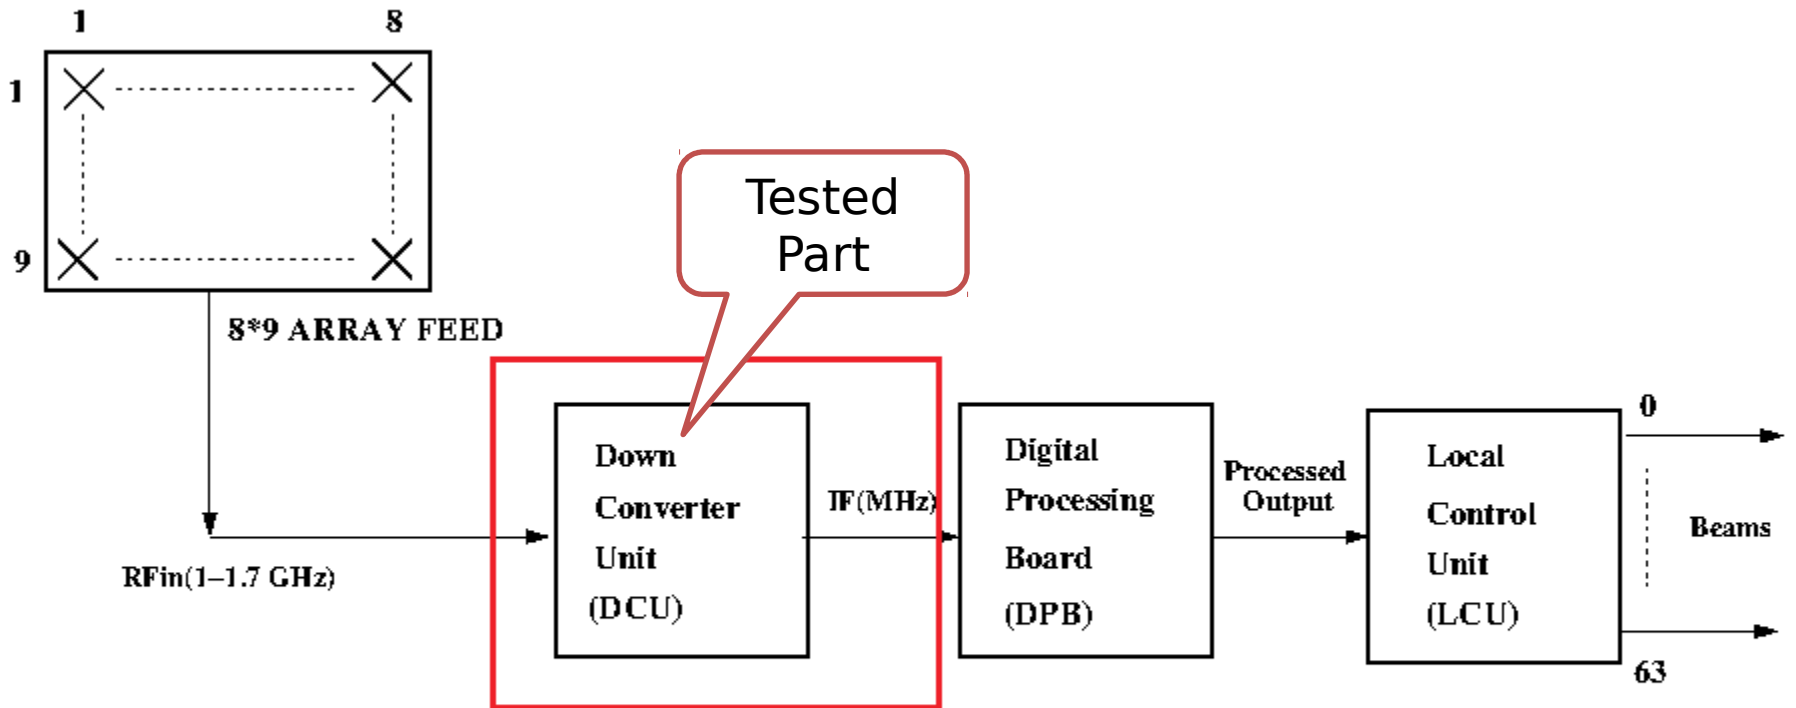 1
8
1
9
8*9 ARRAY FEED
Tested
Part
RFin(1–1.7 GHz)
Down
Converter
Unit
(DCU)
IF(MHz)
Digital
Processing
Board
(DPB)
Processed
Output
Local
Control
Unit
(LCU)
0
Beams
63